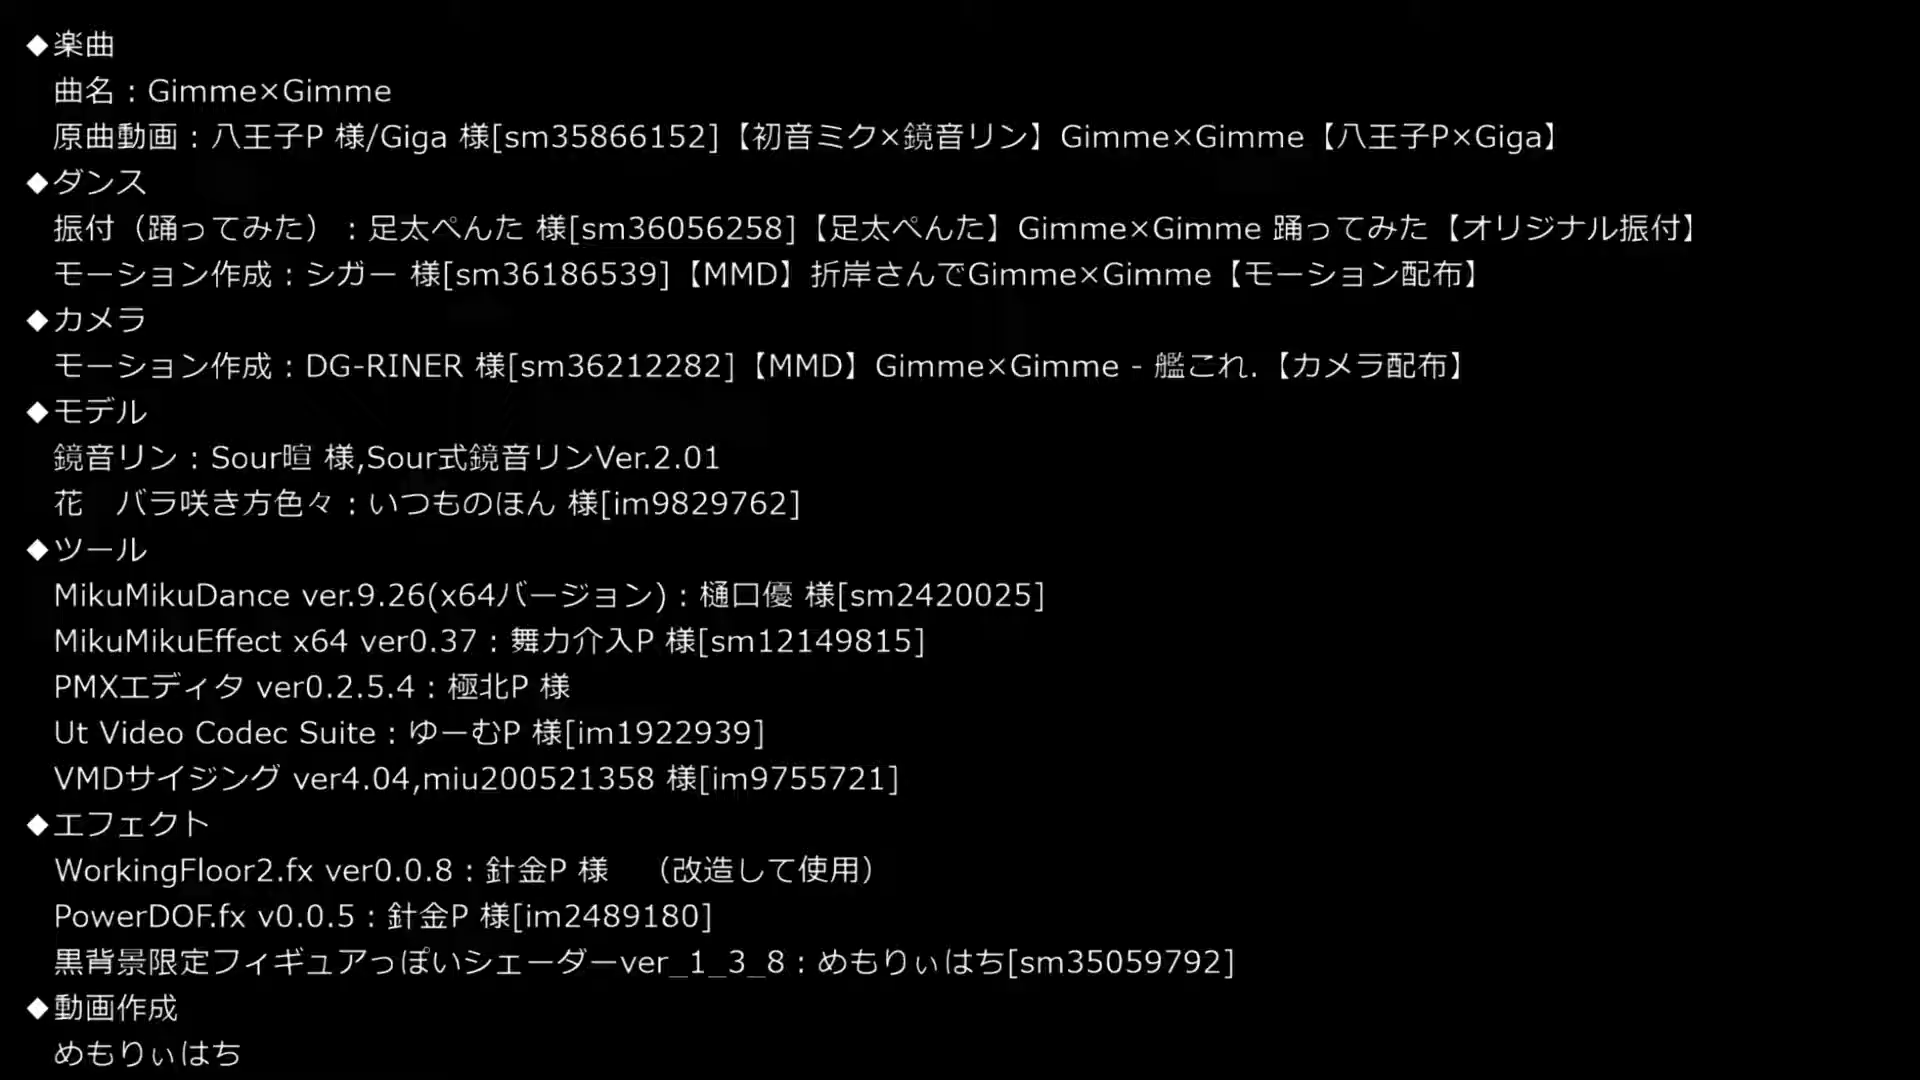 ◆楽曲
曲名：Gimme×Gimme
原曲動画：八王子P 様/Giga 様[sm35866152]【初音ミク×鏡音リン】Gimme×Gimme【八王子P×Giga】
◆ダンス
振付（踊ってみた）：足太ぺんた 様[sm36056258]【足太ぺんた】Gimme×Gimme 踊ってみた【オリジナル振付】
モーション作成：シガー 様[sm36186539]【MMD】折岸さんでGimme×Gimme【モーション配布】
◆カメラ
モーション作成：DG-RINER 様[sm36212282]【MMD】Gimme×Gimme - 艦これ.【カメラ配布】
◆モデル
鏡音リン：Sour暄 様,Sour式鏡音リンVer.2.01
花　バラ咲き方色々：いつものほん 様[im9829762]
◆ツール
MikuMikuDance ver.9.26(x64バージョン)：樋口優 様[sm2420025]
MikuMikuEffect x64 ver0.37：舞力介入P 様[sm12149815]
PMXエディタ ver0.2.5.4：極北P 様
Ut Video Codec Suite：ゆーむP 様[im1922939]
VMDサイジング ver4.04,miu200521358 様[im9755721]
◆エフェクト
WorkingFloor2.fx ver0.0.8：針金P 様　（改造して使用）
PowerDOF.fx v0.0.5：針金P 様[im2489180]
黒背景限定フィギュアっぽいシェーダーver_1_3_8：めもりぃはち[sm35059792]
◆動画作成
めもりぃはち